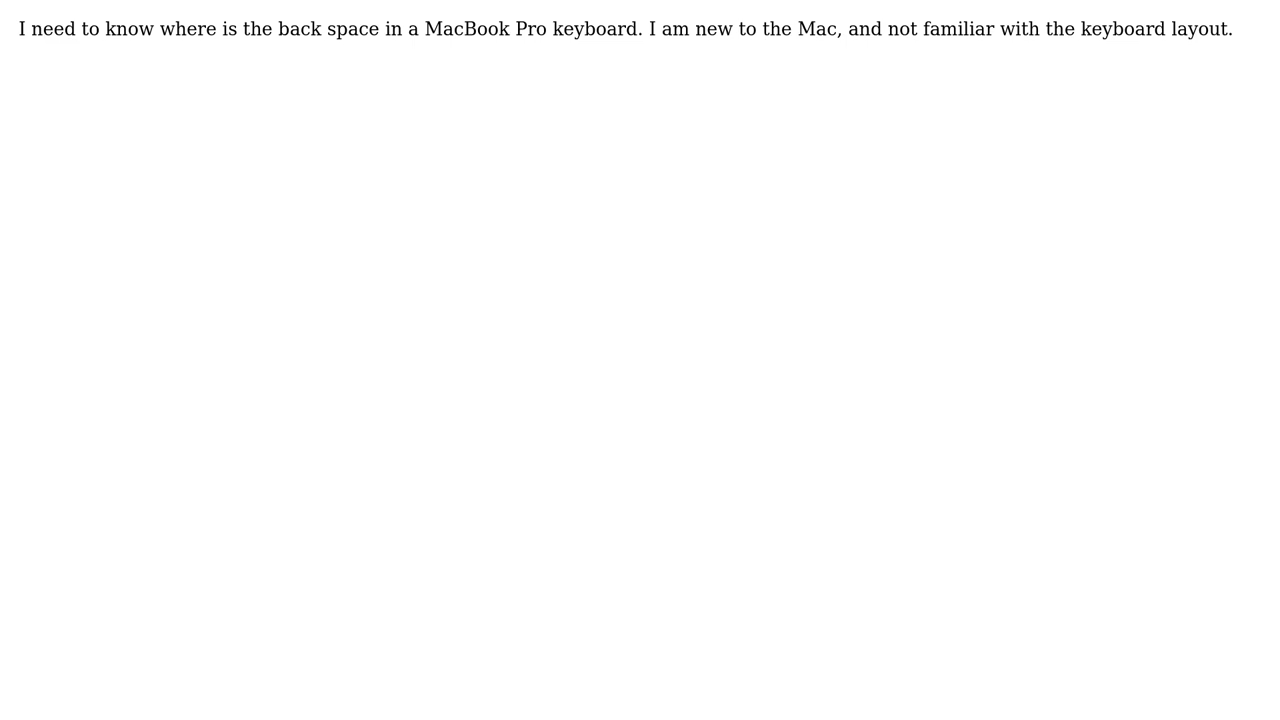 I need to know where is the back space in a MacBook Pro keyboard. I am new to the Mac, and not familiar with the keyboard layout.